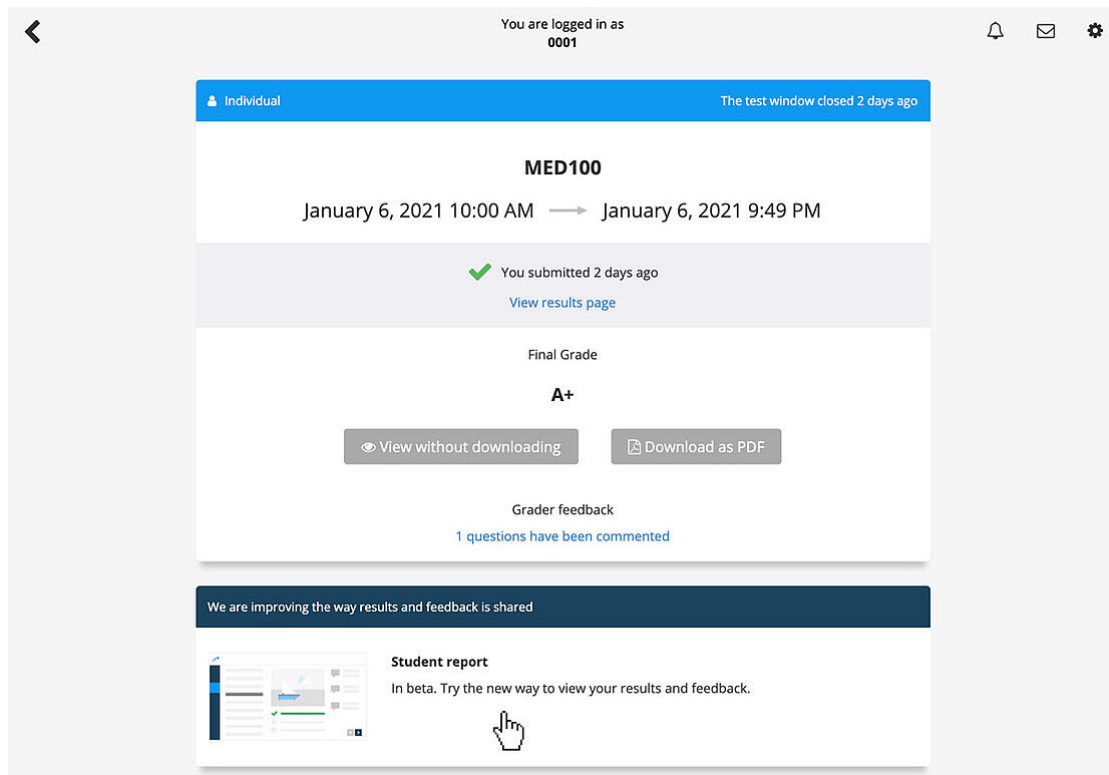 You are logged in as
0001
Individual
The test window closed 2 days ago
MED100
January 6, 2021 10:00 AM
January 6, 2021 9:49 PM
You submitted 2 days ago
View results page
Final Grade
A+
View without downloading
Download as PDF
Grader feedback
1 questions have been commented
We are improving the way results and feedback is shared
Student report
In beta. Try the new way to view your results and feedback.